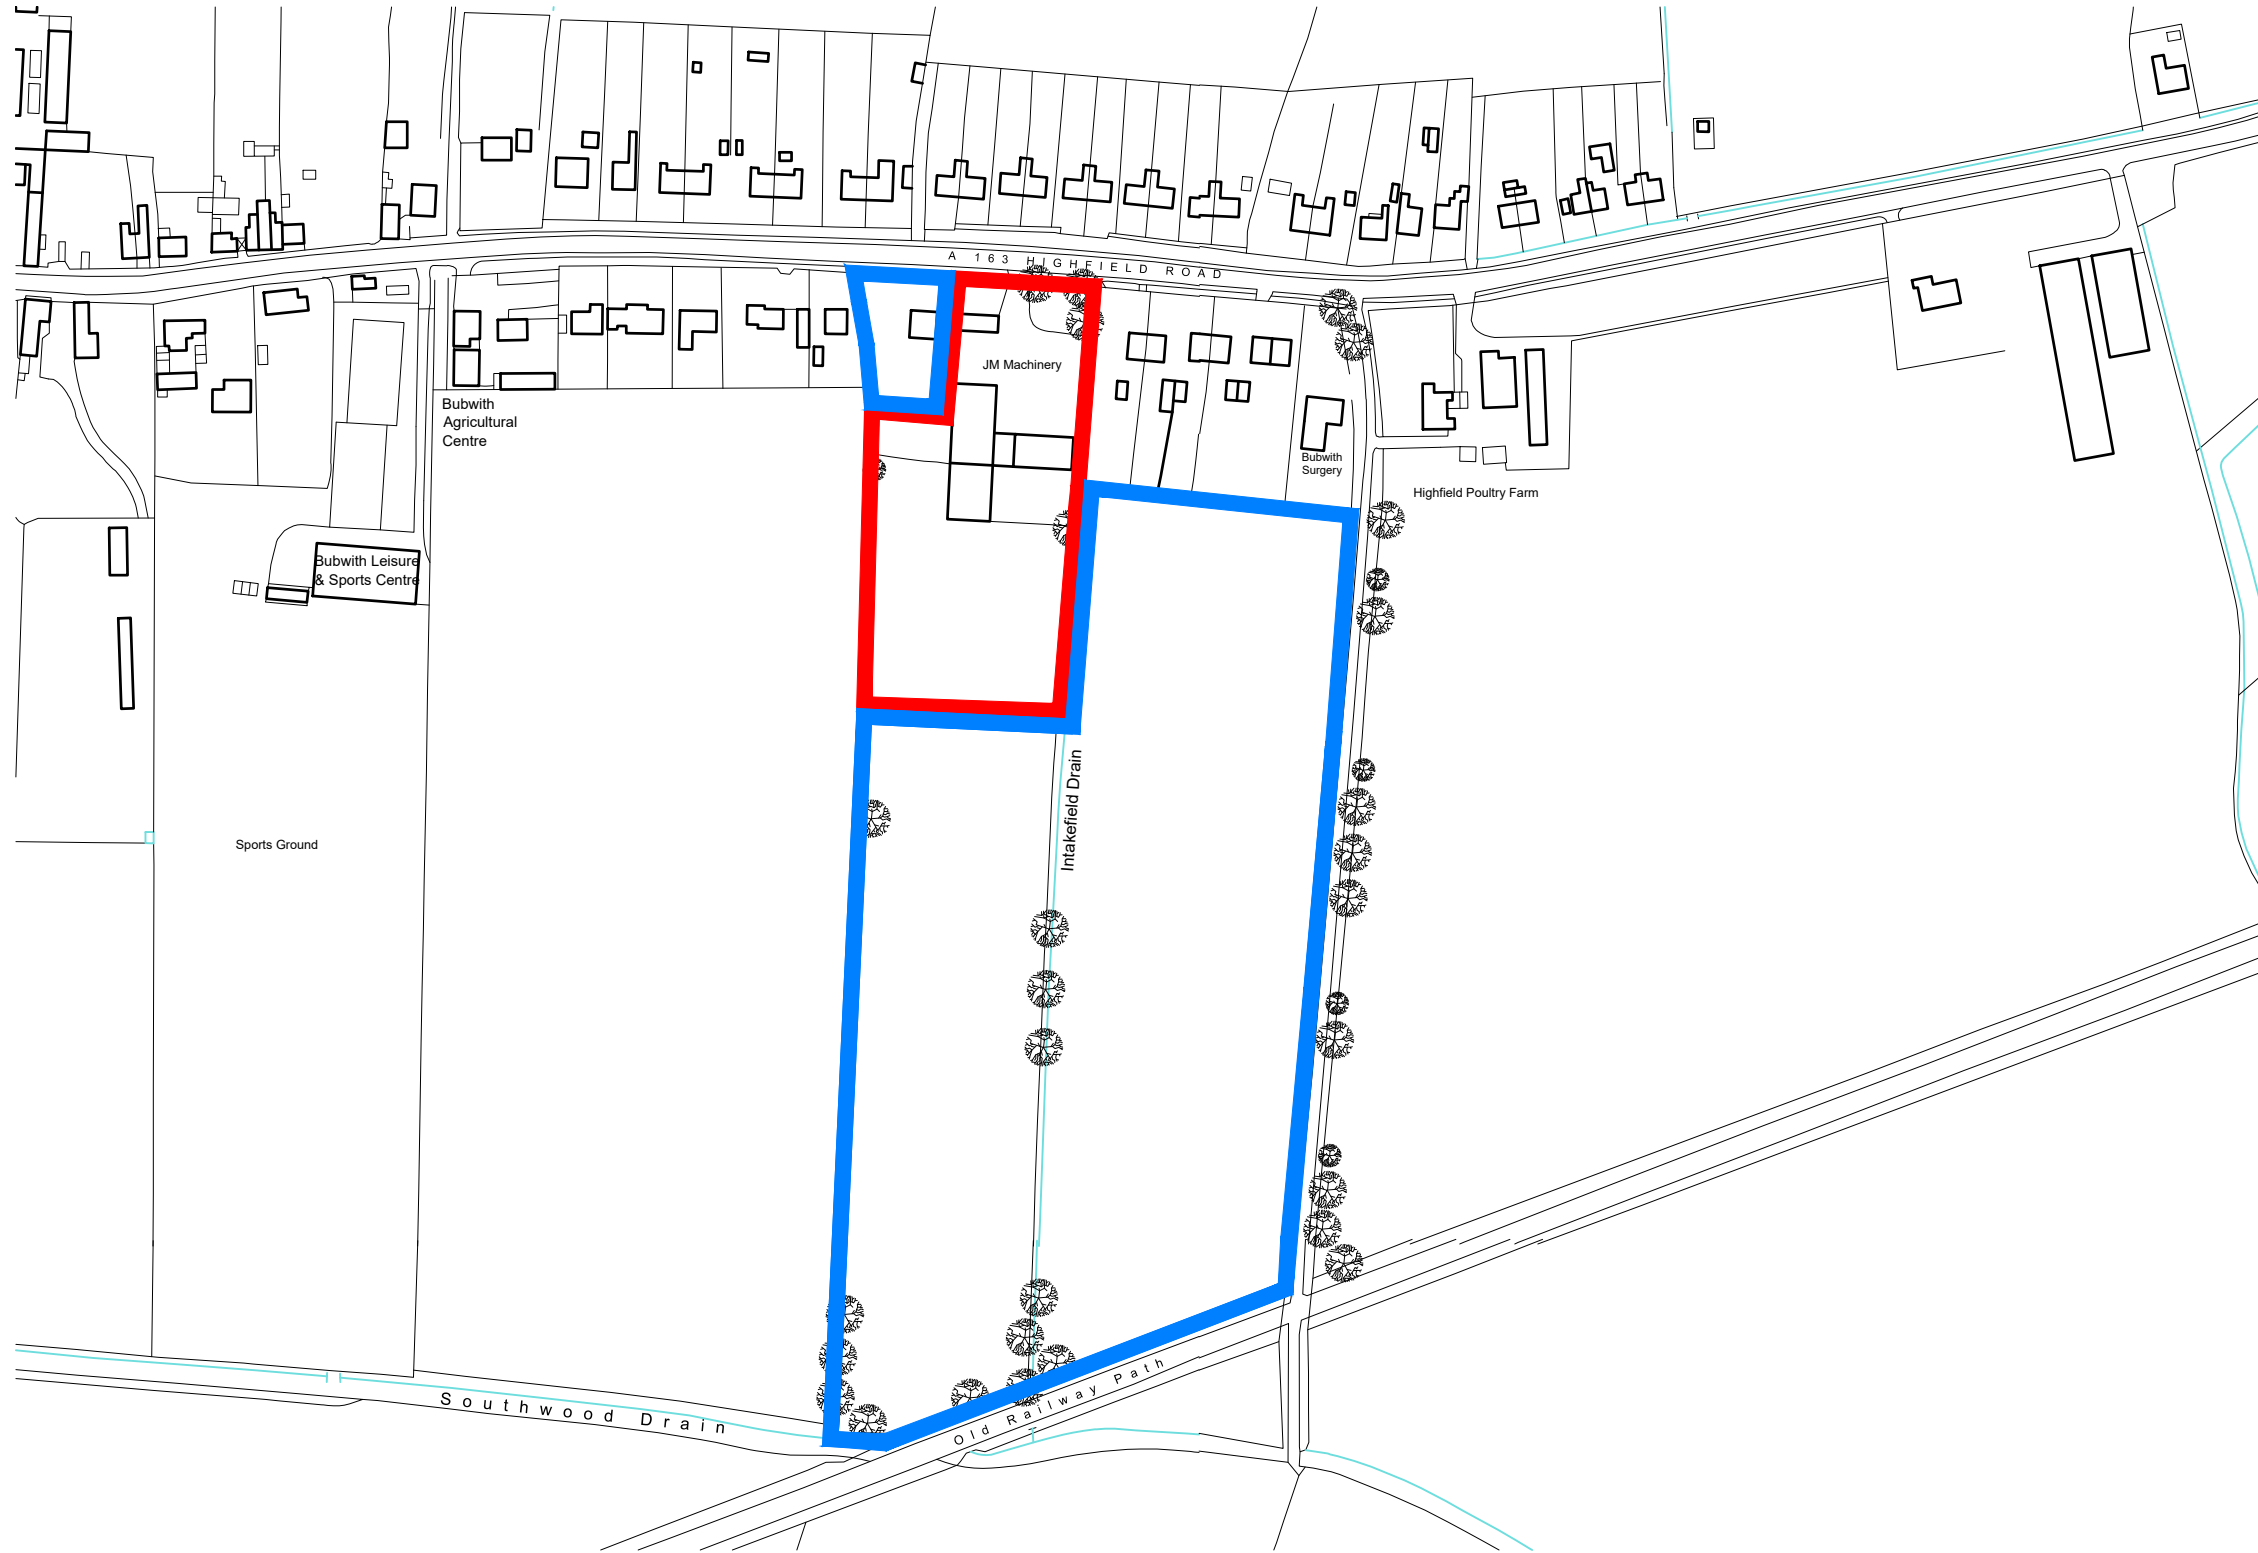 A 163 HIGHFIELD ROAD
JM Machinery
Bubwith
Agricultural
Centre
Bubwith
Surgery
Highfield Poultry Farm
Bubwith Leisure
& Sports Centre
Intakefield Drain
Sports Ground
Southwood Drain
Old Railway Path